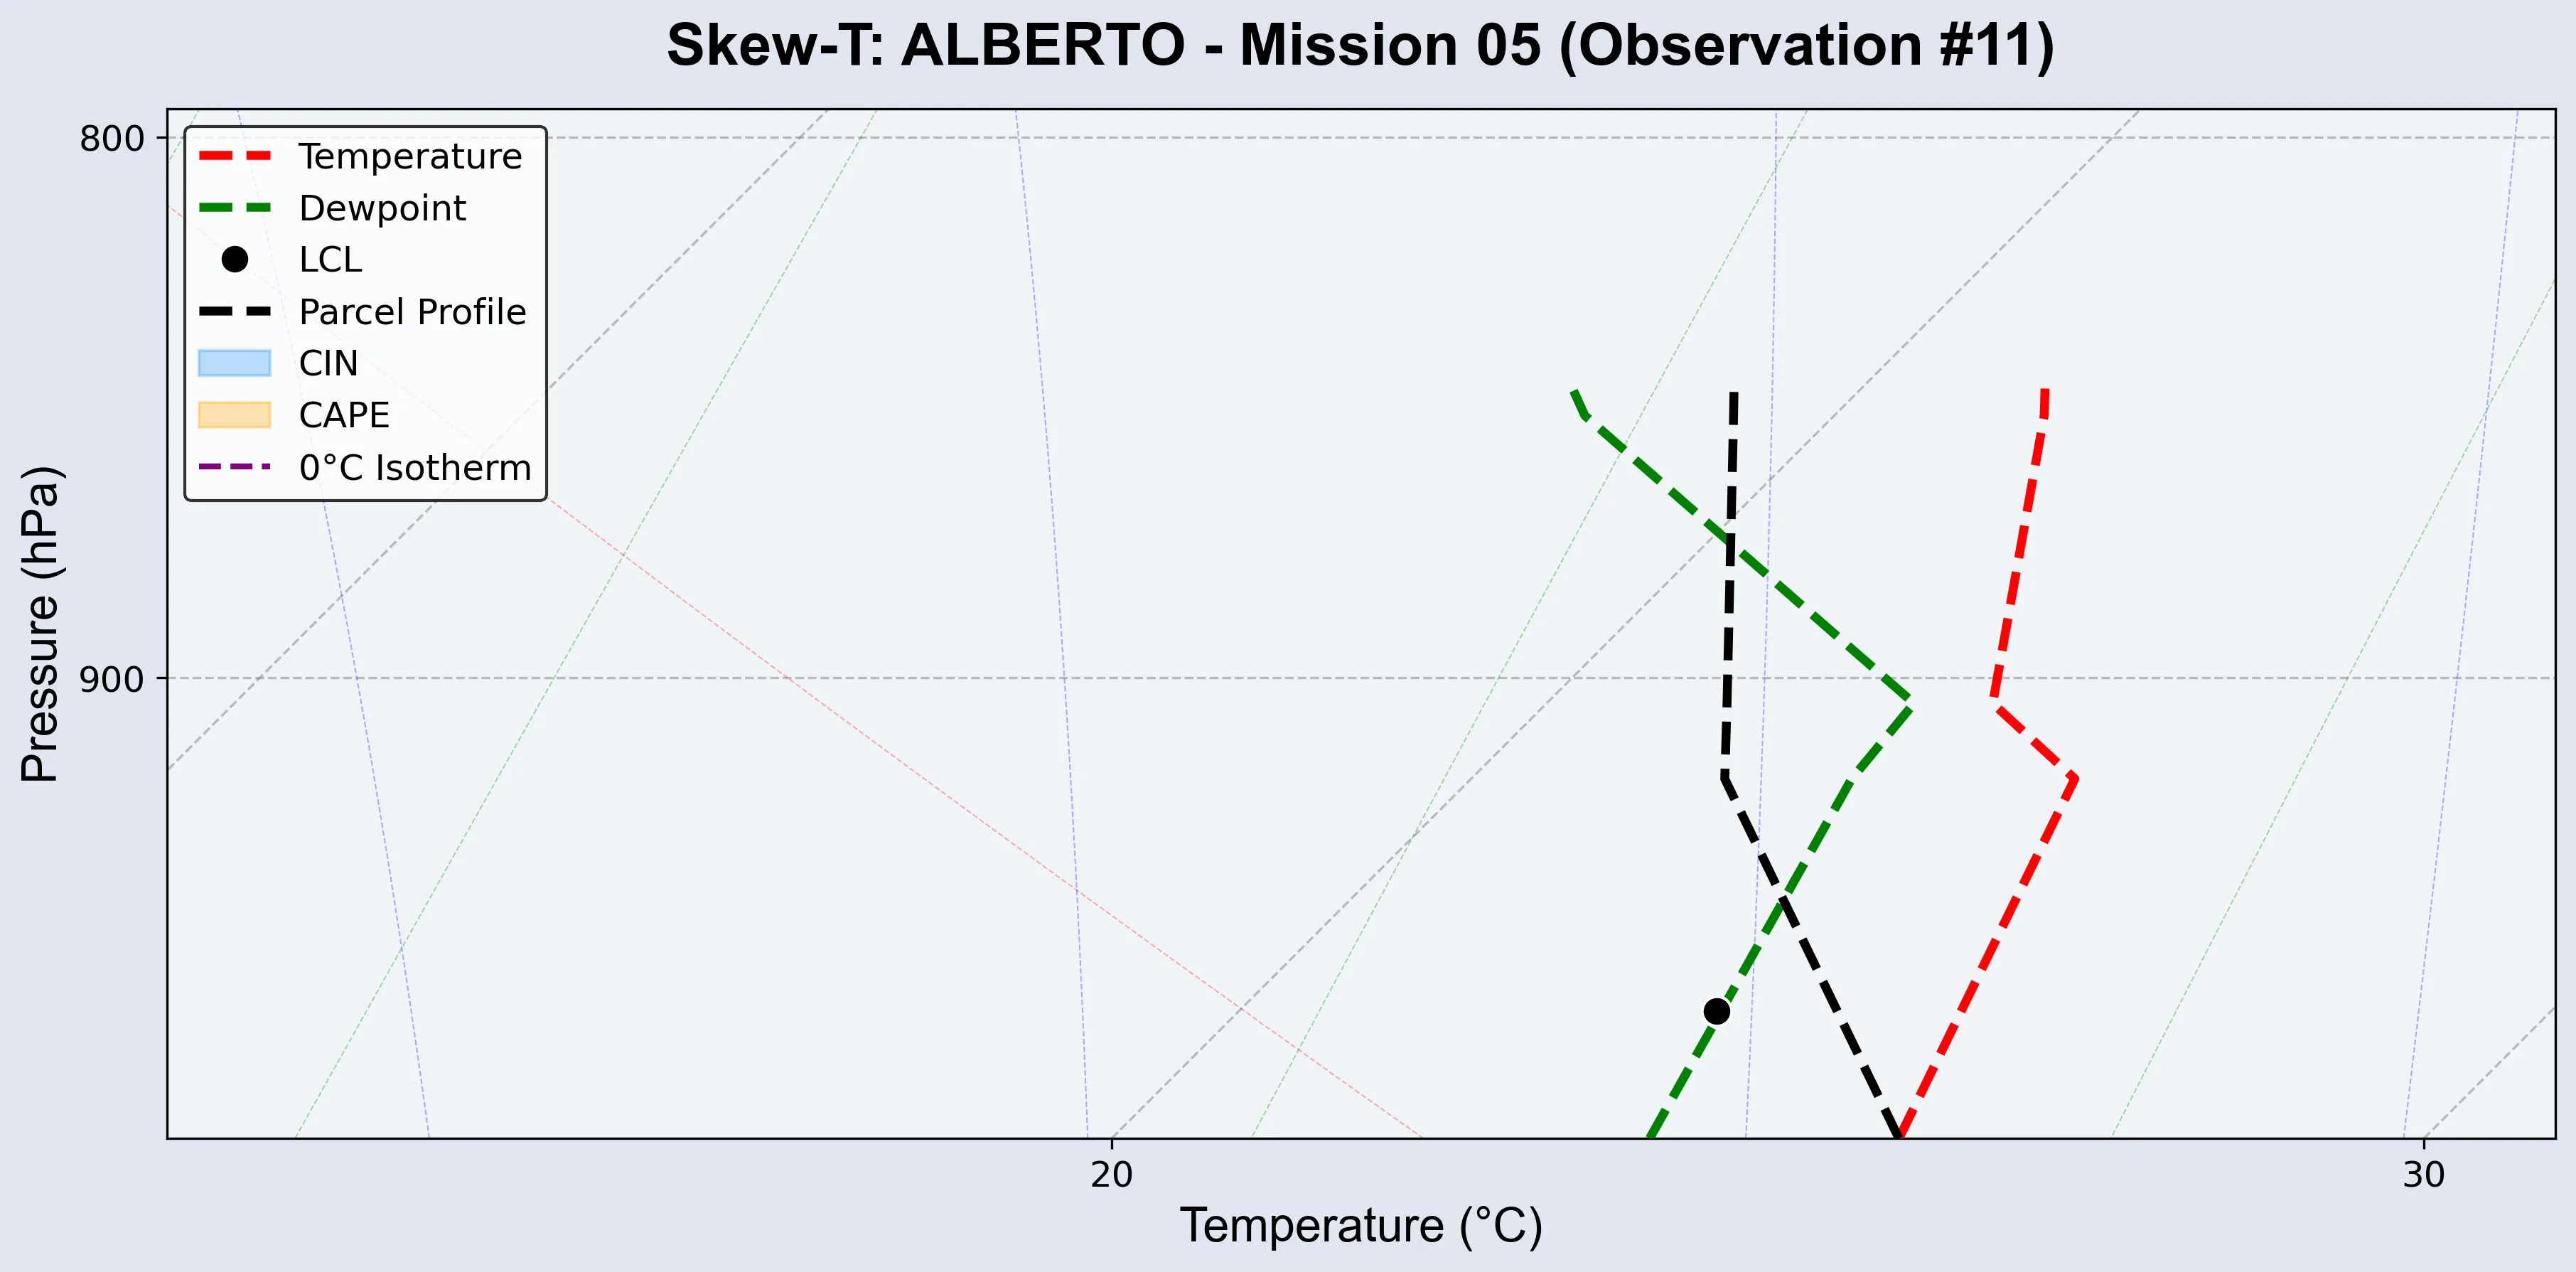 Skew-T: ALBERTO - Mission 05 (Observation #11)
800
900
Pressure (hPa)
Temperature
Dewpoint
LCL
Parcel Profile
CIN
CAPE
0°C Isotherm
20
30
Temperature (°C)